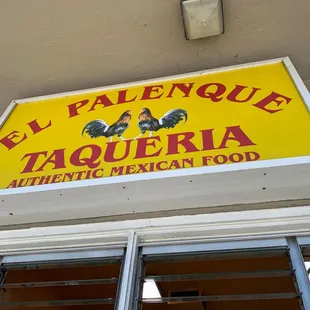 EL PALENQUE
TAQUERIA
AUTHENTIC MEXICAN FOOD